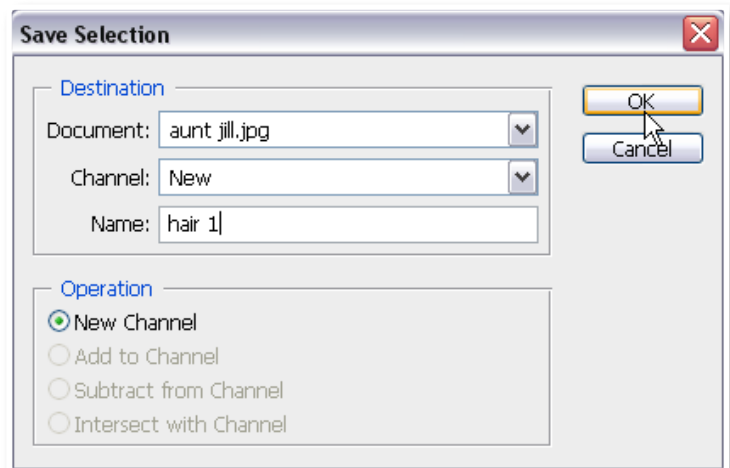 Save Selection
Destination
Document: aunt jill.jpg
Channel: New
Name: hair 1
OK
Cancel
Operation
New Channel
Add to Channel
Subtract from Channel
Intersect with Channel